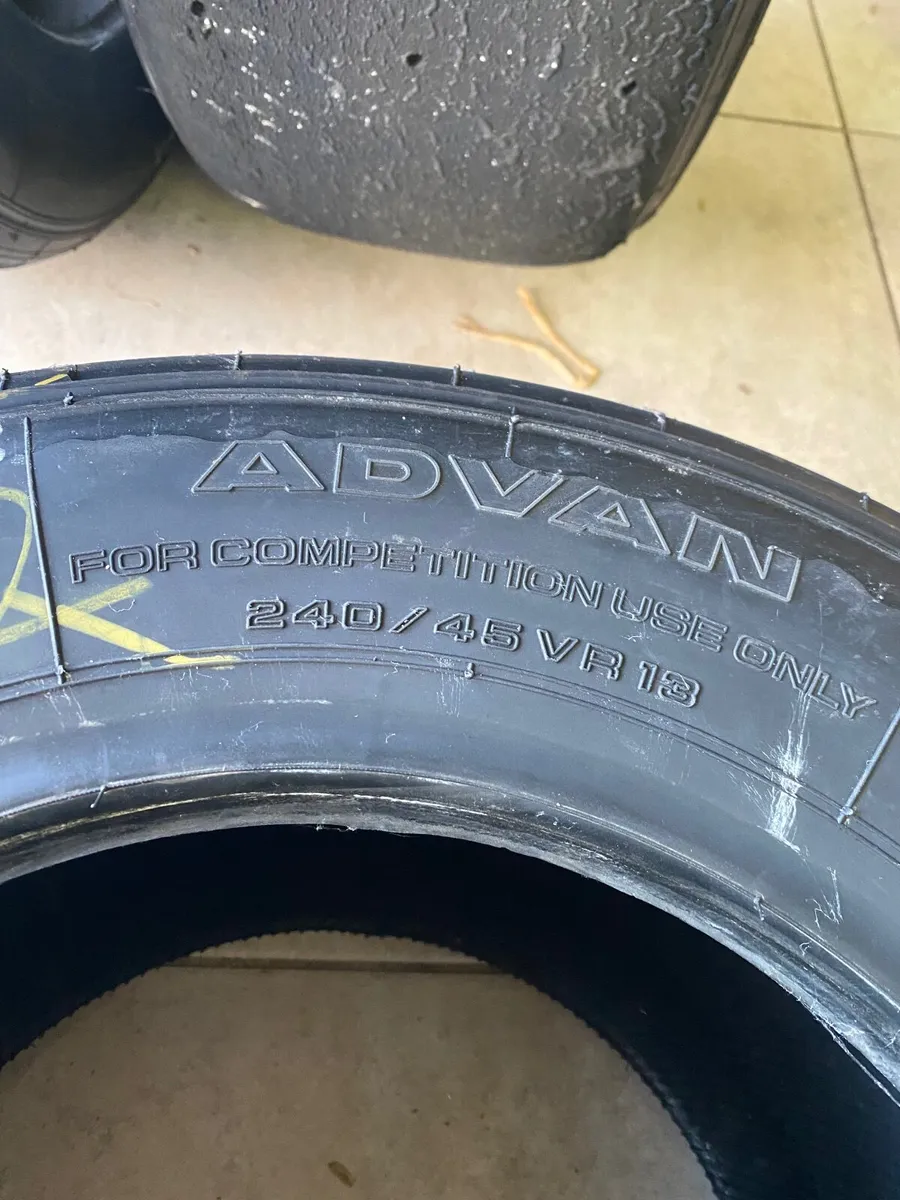 ADVAN
FOR COMPETITION USE ONLY
240/45 VR 13